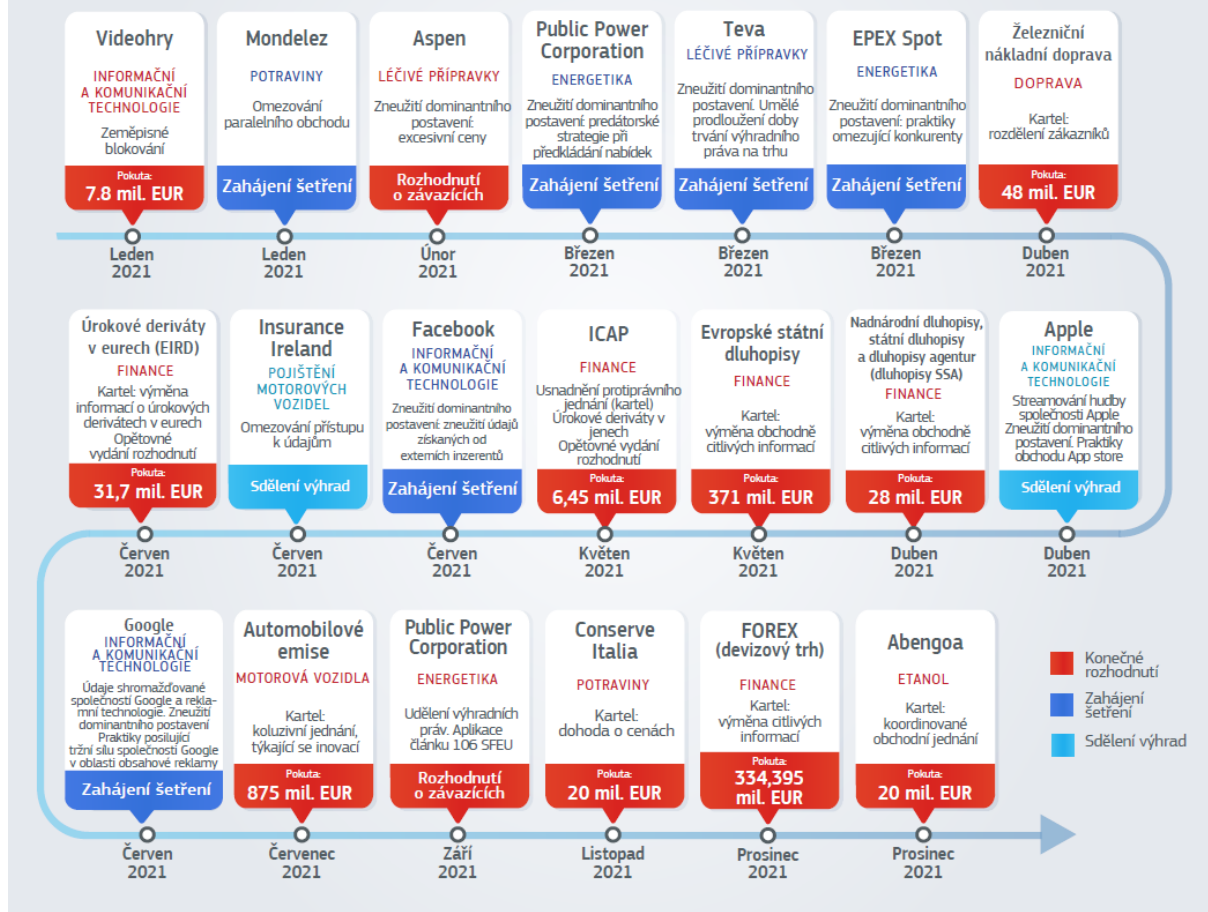 Videohry
INFORMAČNÍ
A KOMUNIKAČNÍ
TECHNOLOGIE
Zeměpisné
blokování
Pokuta:
7.8 mil. EUR
Leden
2021
Mondelez
POTRAVINY
Omezování
paralelního obchodu
Zahájení šetření
Leden
2021
Aspen
LÉČIVÉ PŘÍPRAVKY
Zneužití dominantního
postavení:
excesivní ceny
Rozhodnutí
o závazících
Únor
2021
Public Power
Corporation
ENERGETIKA
Zneužití dominantního
postavení: predátorské
strategie při
předkládání nabídek
Zahájení šetření
Březen
2021
Teva
LÉČIVÉ PŘÍPRAVKY
Zneužití dominantního
postavení. Umělé
prodloužení doby
trvání výhradního
práva na trhu
Zahájení šetření
Březen
2021
EPEX Spot
ENERGETIKA
Zneužití dominantního
postavení: praktiky
omezující konkurenty
Zahájení šetření
Březen
2021
Železniční
nákladní doprava
DOPRAVA
Kartel:
rozdělení zákazníků
Pokuta:
48 mil. EUR
Duben
2021
Úrokové deriváty
v eurech (EIRD)
FINANCE
Kartel: výměna
informací o úrokových
derivátech v eurech
Opětovné
vydání rozhodnutí
Pokuta:
31,7 mil. EUR
Červen
2021
Insurance
Ireland
POJIŠTĚNÍ
MOTOROVÝCH
VOZIDEL
Omezování přístupu
k údajům
Sdělení výhrad
Červen
2021
Facebook
INFORMAČNÍ
A KOMUNIKAČNÍ
TECHNOLOGIE
Zneužití dominantního
postavení: zneužití údajů
získaných od
externích inzerentů
Zahájení šetření
Červen
2021
ICAP
FINANCE
Usnadnění protiprávního
jednání (kartel)
Úrokové deriváty v
jenech
Opětovné vydání
rozhodnutí
Pokuta:
6,45 mil. EUR
Květen
2021
Evropské státní
dluhopisy
FINANCE
Kartel:
výměna obchodně
citlivých informací
Pokuta:
371 mil. EUR
Květen
2021
Nadnárodní dluhopisy,
státní dluhopisy
a dluhopisy agentur
(dluhopisy SSA)
FINANCE
Kartel:
výměna obchodně
citlivých informací
Pokuta:
28 mil. EUR
Duben
2021
Apple
INFORMAČNÍ
A KOMUNIKAČNÍ
TECHNOLOGIE
Streamování hudby
společnosti Apple
Zneužití dominantního
postavení. Praktiky
obchodu App store
Sdělení výhrad
Duben
2021
Google
INFORMAČNÍ
A KOMUNIKAČNÍ
TECHNOLOGIE
Údaje shromažďované
společností Google a rekla-
mní technologie. Zneužití
dominantního postavení
Praktiky posilující
tržní sílu společnosti Google
v oblasti obsahové reklamy
Zahájení šetření
Červen
2021
Automobilové
emise
MOTOROVÁ VOZIDLA
Kartel:
koluzivní jednání,
týkající se inovací
Pokuta:
875 mil. EUR
Červenec
2021
Public Power
Corporation
ENERGETIKA
Udělení výhradních
práv. Aplikace
článku 106 SFEU
Rozhodnutí
o závazících
Září
2021
Conserve
Italia
POTRAVINY
Kartel:
dohoda o cenách
Pokuta:
20 mil. EUR
Listopad
2021
FOREX
(devizový trh)
FINANCE
Kartel:
výměna citlivých
informací
Pokuta:
334,395
mil. EUR
Prosinec
2021
Abengoa
ETANOL
Kartel:
koordinované
obchodní jednání
Pokuta:
20 mil. EUR
Prosinec
2021
Konečné
rozhodnutí
Zahájení
šetření
Sdělení výhrad